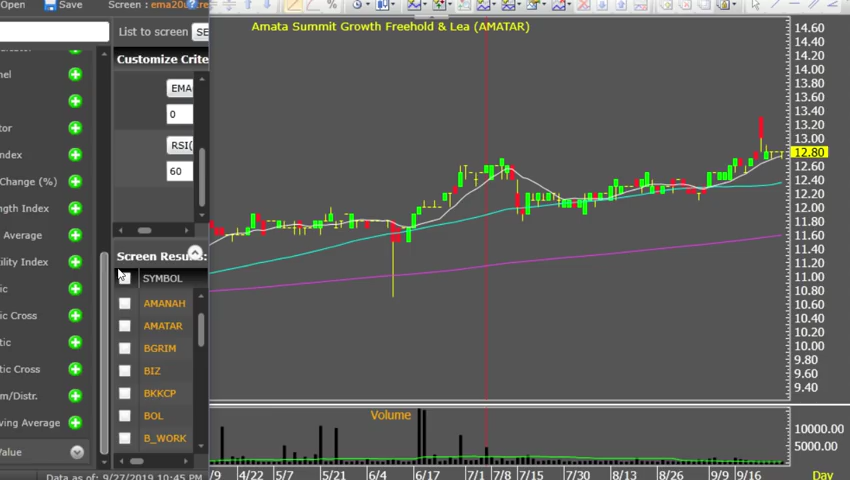 Open
Save
Screen : ema20
List to screen
Customize Crite
EMA
0
RSI(
60
nel
tor
ndex
Change (%)
ngth Index
Average
tility Index
ic
ic Cross
tic
tic Cross
m/Distr.
ving Average
Value
Screen Results:
SYMBOL
AMANAH
AMATAR
BGRIM
BIZ
BKKCP
BOL
B_WORK
Data as of: 9/27/2019 10:45 PM
Amata Summit Growth Freehold & Lea (AMATAR)
14.60
14.40
14.20
14.00
13.80
13.60
13.40
13.20
13.00
12.80
12.60
12.40
12.20
12.00
11.80
11.60
11.40
11.20
11.00
10.80
10.60
10.40
10.20
10.00
9.80
9.60
9.40
Volume
10000.00
5000.00
/9 4/22 5/7 5/21 6/4 6/17 7/1 7/15 7/30 8/13 8/26 9/9 9/16
Day